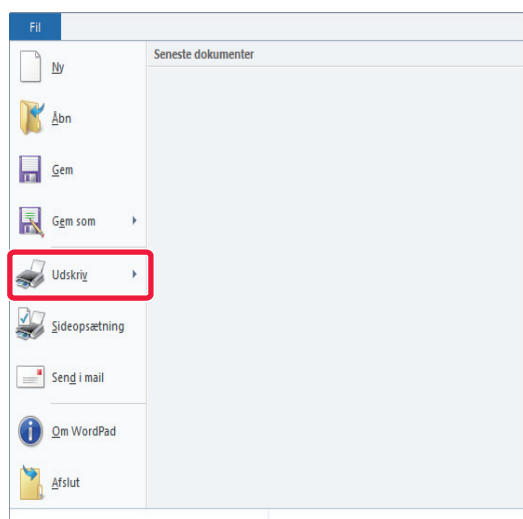 Fil
Seneste dokumenter
Ny
Åbn
Gem
Gem som
Udskriv
Sideopsætning
Send i mail
Om WordPad
Afslut